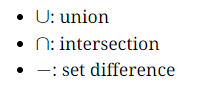 • ∪: union
• ∩: intersection
• −: set difference